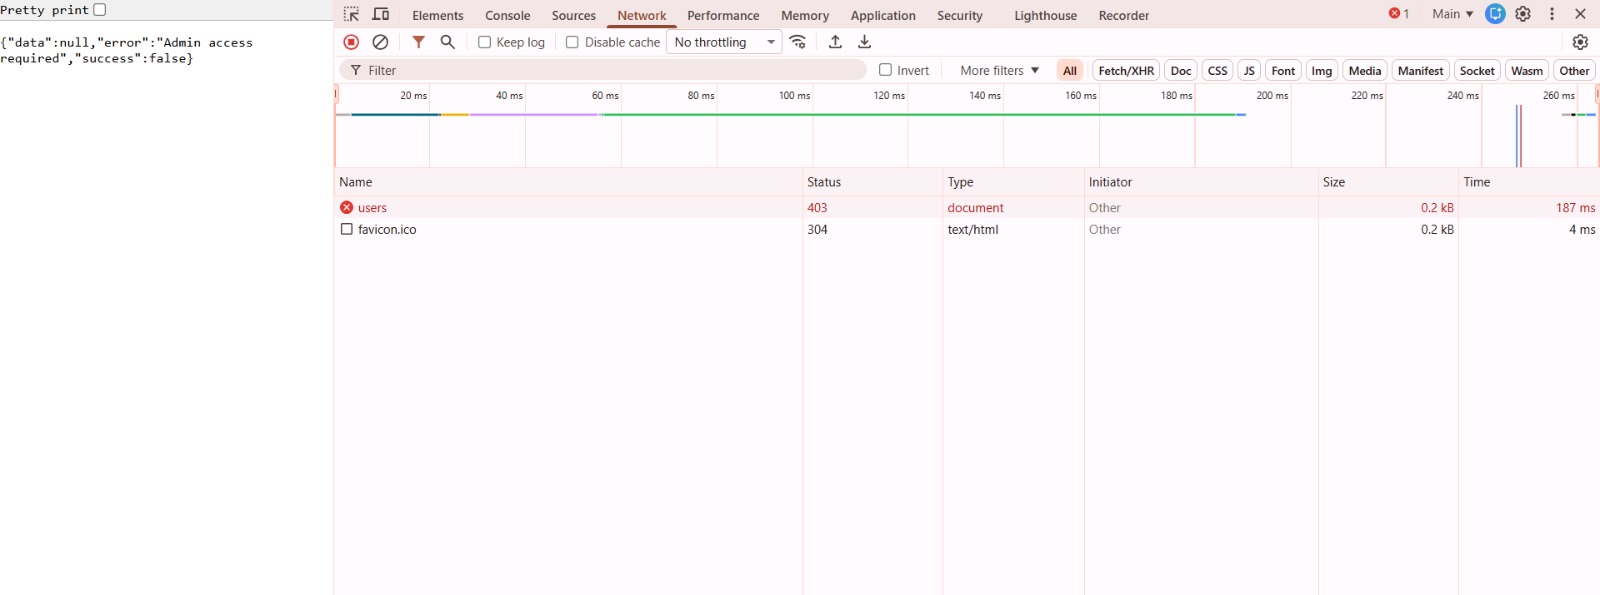 Pretty print
{"data":null,"error":"Admin access
required","success":false}
Elements Console Sources Network Performance Memory Application Security Lighthouse Recorder 1 Main
Keep log Disable cache No throttling
Filter Invert More filters All Fetch/XHR Doc CSS JS Font Img Media Manifest Socket Wasm Other
20 ms 40 ms 60 ms 80 ms 100 ms 120 ms 140 ms 160 ms 180 ms 200 ms 220 ms 240 ms 260 ms
Name Status Type Initiator Size Time
users 403 document Other 0.2 kB 187 ms
favicon.ico 304 text/html Other 0.2 kB 4 ms